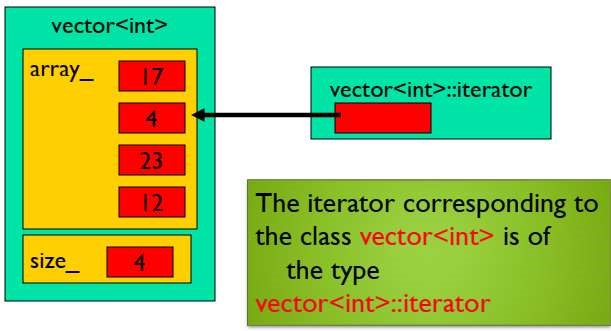 vector<int>
array_
17
4
23
12
size_
4
vector<int>::iterator
The iterator corresponding to
the class vector<int> is of
the type
vector<int>::iterator